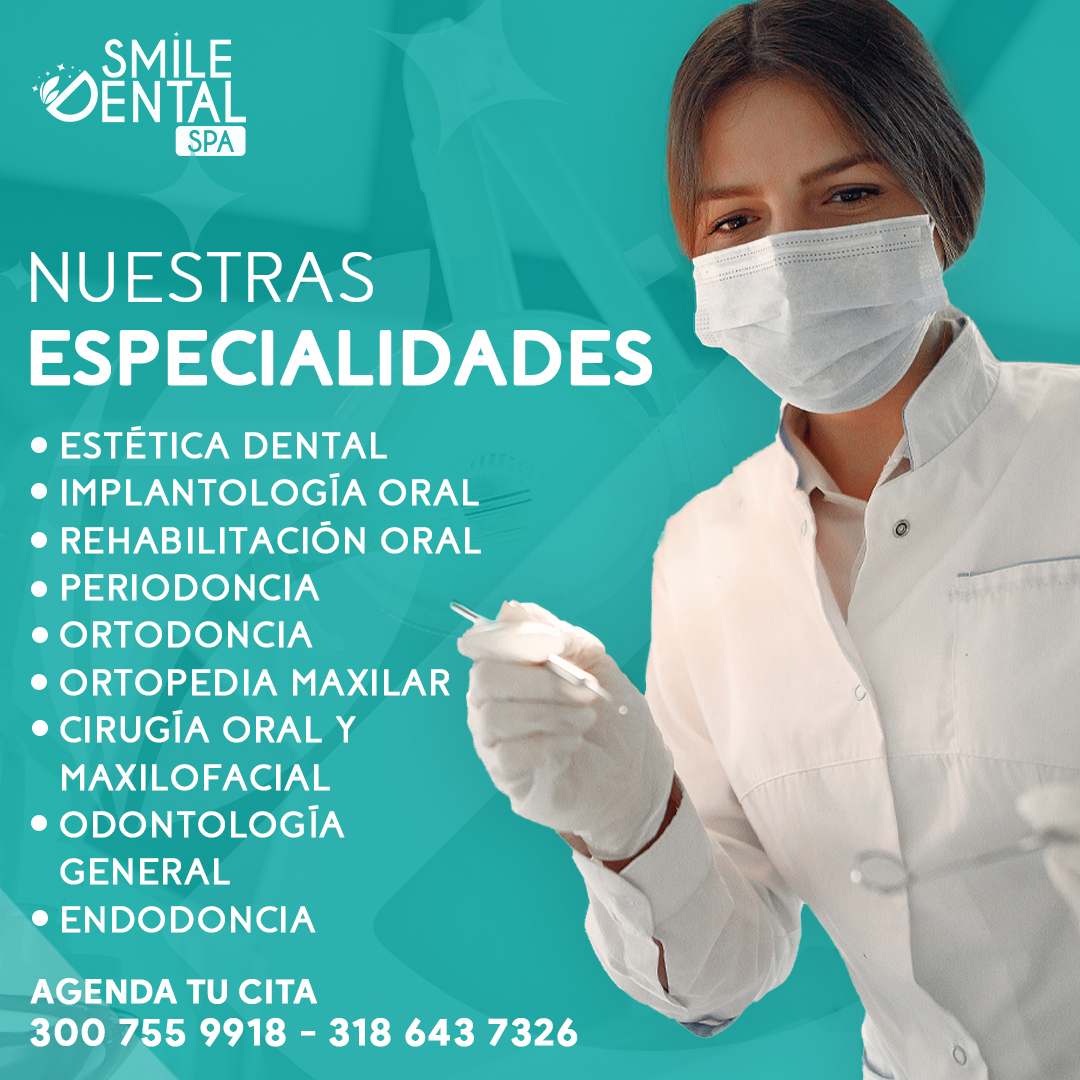 SMILE
DENTAL
SPA
NUESTRAS
ESPECIALIDADES
• ESTÉTICA DENTAL
• IMPLANTOLOGÍA ORAL
• REHABILITACIÓN ORAL
• PERIODONCIA
• ORTODONCIA
• ORTOPEDIA MAXILAR
• CIRUGÍA ORAL Y
MAXILOFACIAL
• ODONTOLOGÍA
GENERAL
• ENDODONCIA
AGENDA TU CITA
300 755 9918 - 318 643 7326